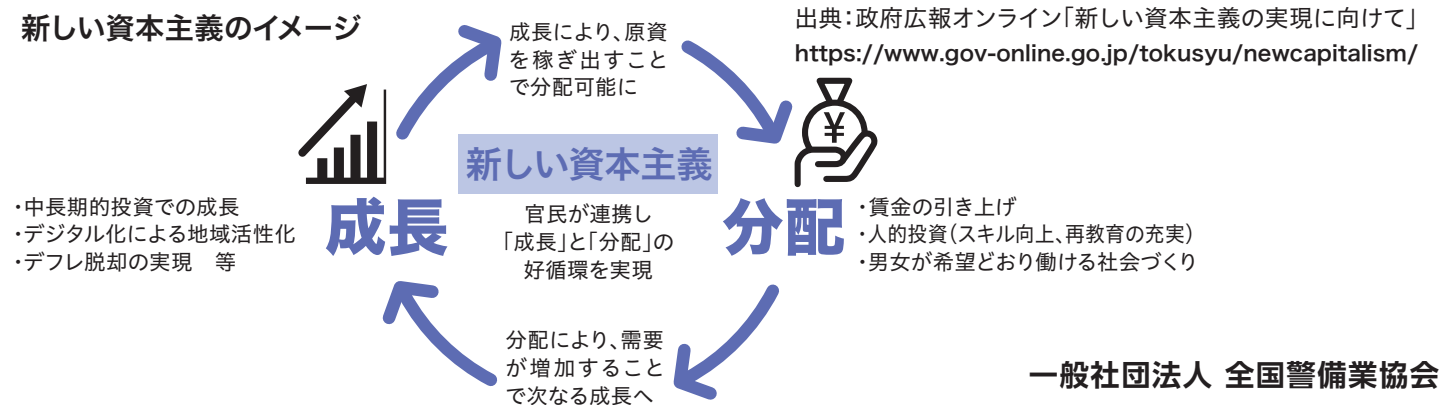 新しい資本主義のイメージ
出典：政府広報オンライン「新しい資本主義の実現に向けて」
https://www.gov-online.go.jp/tokusyu/newcapitalism/
成長により、原資
を稼ぎ出すこと
で分配可能に
¥
新しい資本主義
官民が連携し
「成長」と「分配」の
好循環を実現
成長
・中長期的投資での成長
・デジタル化による地域活性化
・デフレ脱却の実現　等
分配
・賃金の引き上げ
・人的投資（スキル向上、再教育の充実）
・男女が希望どおり働ける社会づくり
分配により、需要
が増加すること
で次なる成長へ
一般社団法人 全国警備業協会